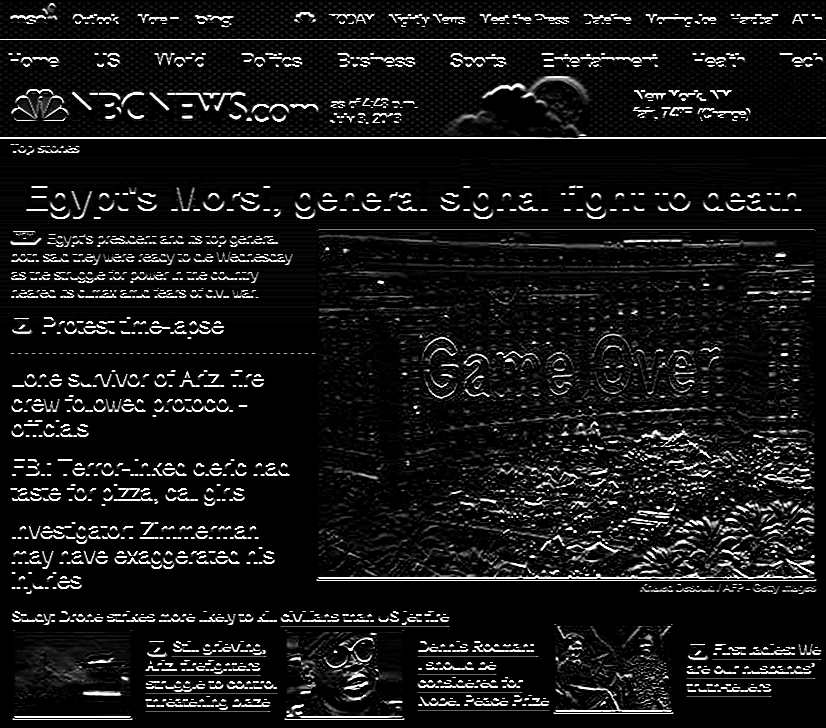 msn Outlook More blng TODAY Nightly News Meet the Press Dateline Morning Joe Hardball
Home US World Politics Business Sports Entertainment Health Tech
NBCNEWS.com
as of 4:48 p.m.
July 3, 2013
New York, NY
fair, 74°F (Change)
Top stories
Egypt's Morsi, general signal fight to death
Egypt's president and its top general
both said they were ready to die Wednesday
as the struggle for power in the country
neared its climax amid fears of civil war.
Protest time-lapse
Game Over
Lone survivor of Ariz. fire
crew followed protocol -
officials
FBI: Terror-linked cleric had
taste for pizza, call girls
Investigator: Zimmerman
may have exaggerated his
injuries
Khaled Desouki / AFP - Getty Images
Study: Drone strikes more likely to kill civilians than US jet fire
Still grieving,
Ariz. firefighters
struggle to control
threatening blaze
Dennis Rodman:
I should be
considered for
Nobel Peace Prize
First ladies: We
are our husbands'
truth-tellers